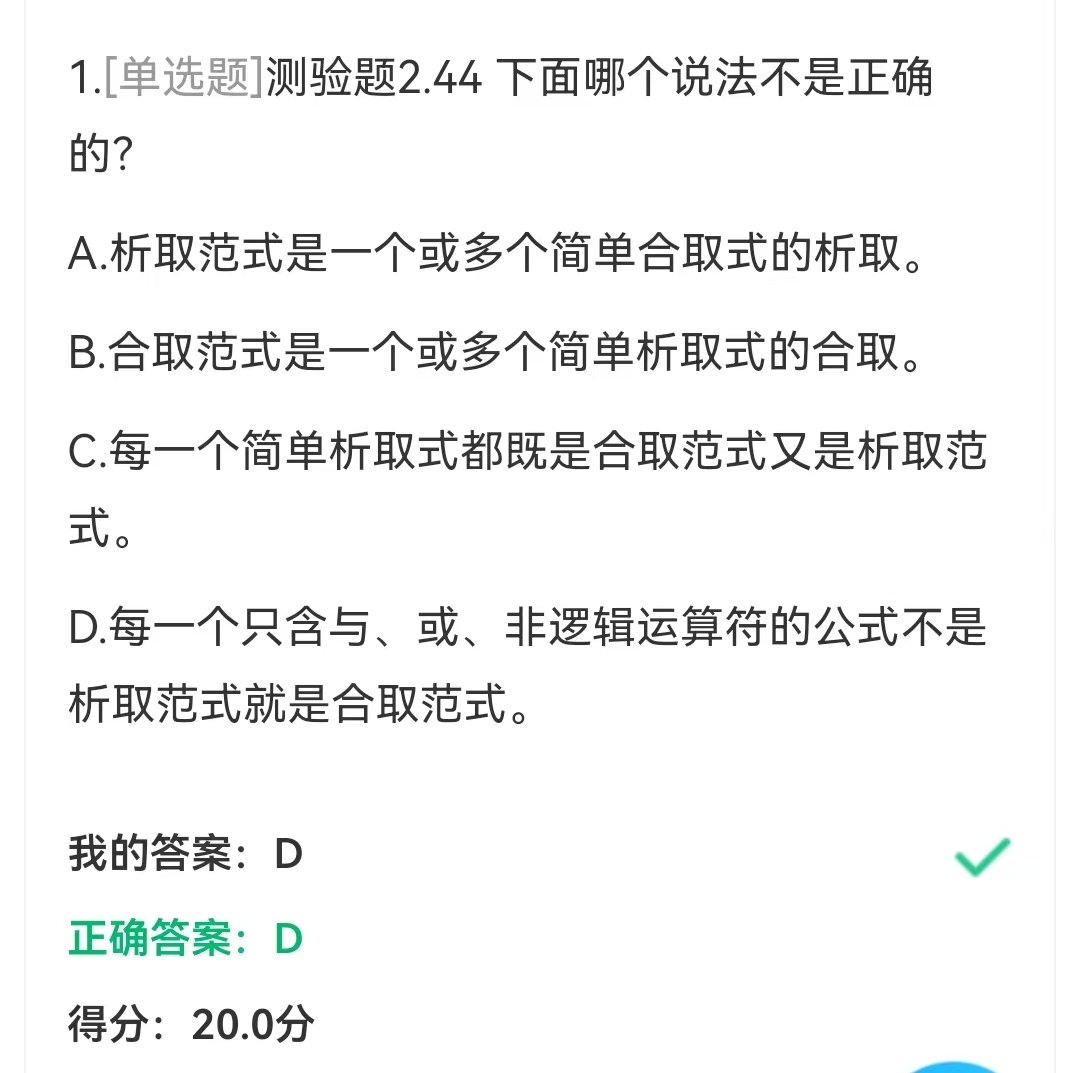 1.[单选题]测验题2.44 下面哪个说法不是正确
的?
A.析取范式是一个或多个简单合取式的析取。
B.合取范式是一个或多个简单析取式的合取。
C.每一个简单析取式都既是合取范式又是析取范
式。
D.每一个只含与、或、非逻辑运算符的公式不是
析取范式就是合取范式。
我的答案：D
正确答案：D
得分：20.0分